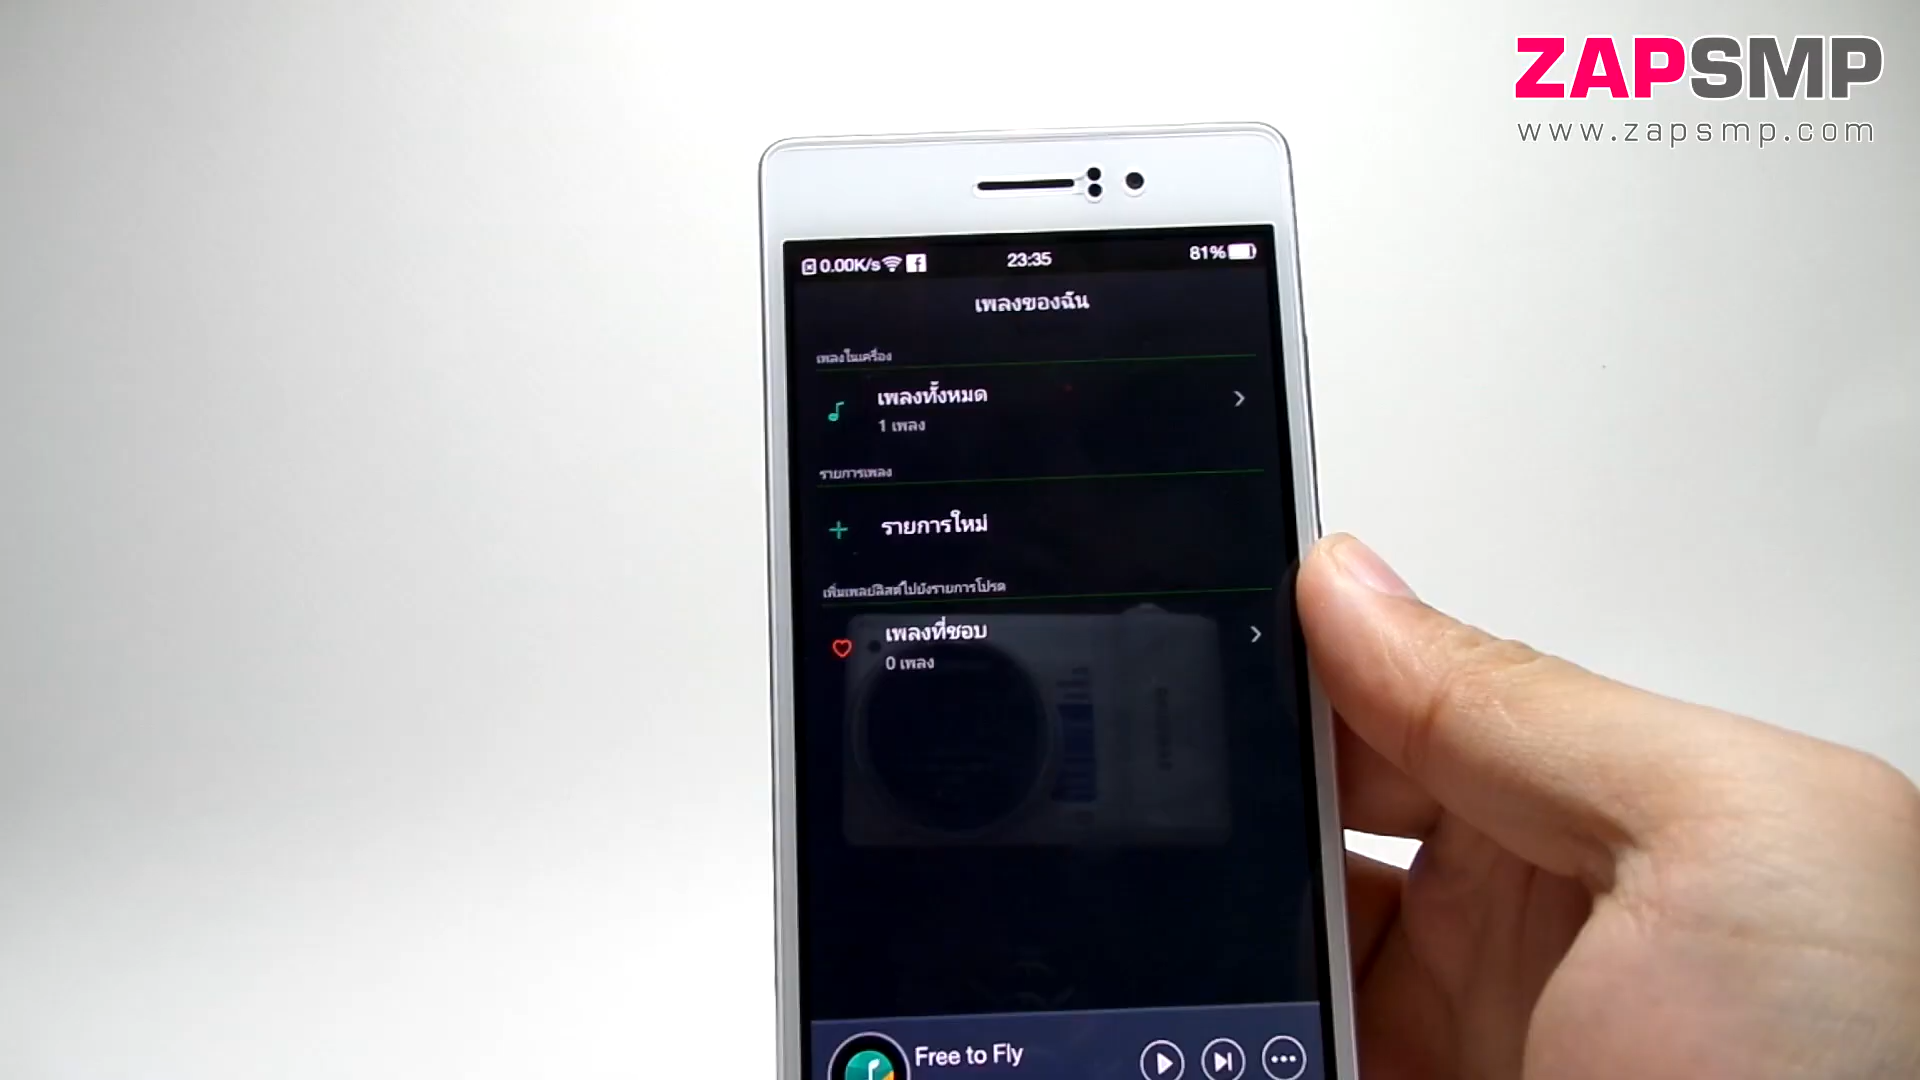 ZAPSMP
www.zapsmp.com
0.00K/s 23:35 81%
เพลงของฉัน
เพลงในเครื่อง
เพลงทั้งหมด
1 เพลง
รายการเพลง
รายการใหม่
เพิ่มเพลย์ลิสต์ไปยังรายการโปรด
เพลงที่ชอบ
0 เพลง
Free to Fly